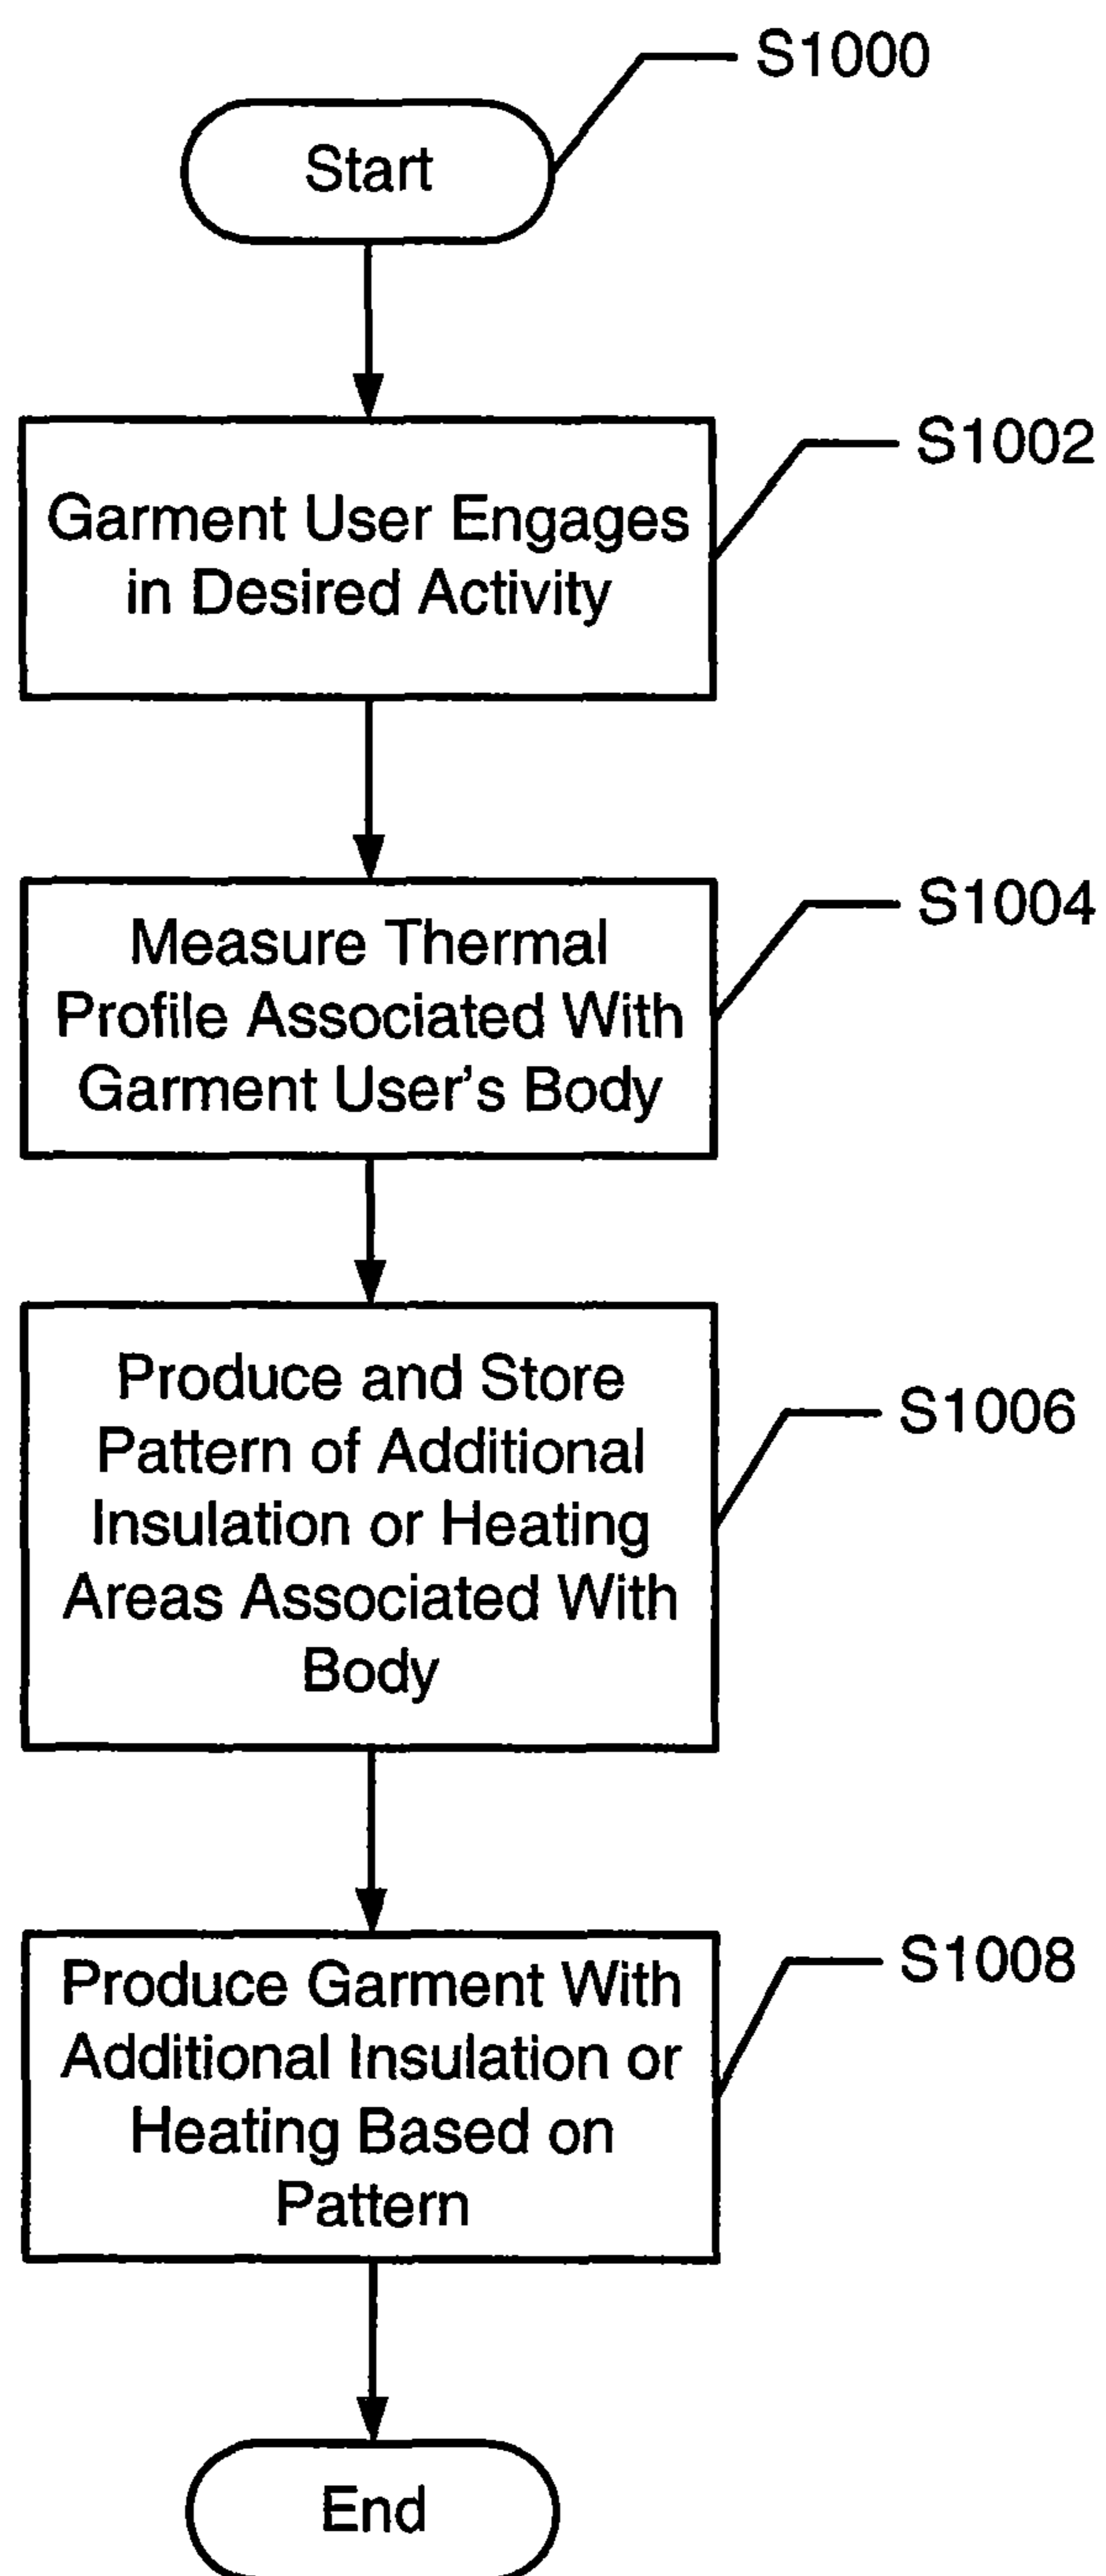 S1000
Start
S1002
Garment User Engages
in Desired Activity
S1004
Measure Thermal
Profile Associated With
Garment User's Body
S1006
Produce and Store
Pattern of Additional
Insulation or Heating
Areas Associated With
Body
S1008
Produce Garment With
Additional Insulation or
Heating Based on
Pattern
End